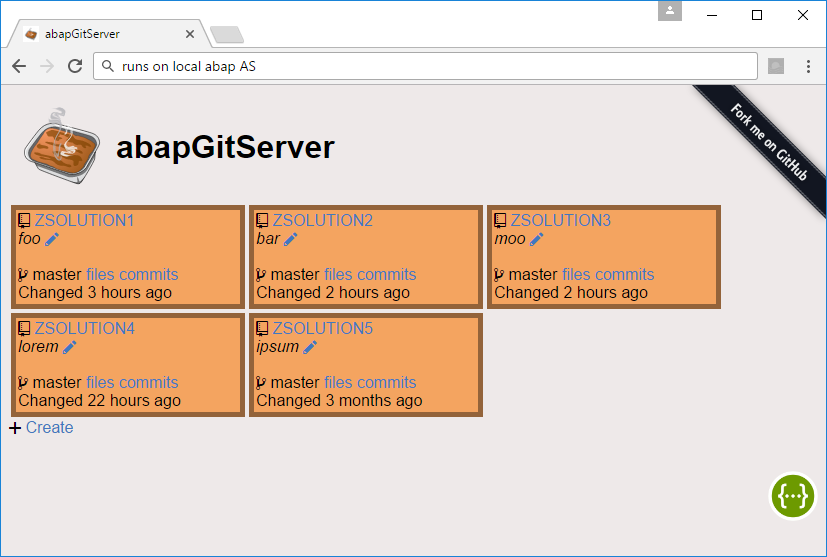 abapGitServer
runs on local abap AS
Fork me on GitHub
abapGitServer
ZSOLUTION1
foo
master files commits
Changed 3 hours ago
ZSOLUTION2
bar
master files commits
Changed 2 hours ago
ZSOLUTION3
moo
master files commits
Changed 2 hours ago
ZSOLUTION4
lorem
master files commits
Changed 22 hours ago
ZSOLUTION5
ipsum
master files commits
Changed 3 months ago
Create
{···}